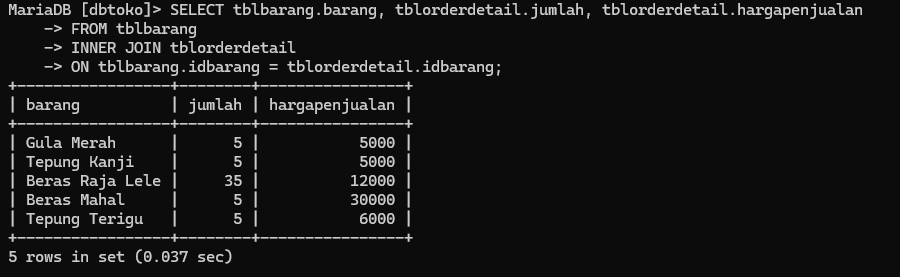 MariaDB [dbtoko]> SELECT tblbarang.barang, tblorderdetail.jumlah, tblorderdetail.hargapenjualan
    -> FROM tblbarang
    -> INNER JOIN tblorderdetail
    -> ON tblbarang.idbarang = tblorderdetail.idbarang;
+-----------------+--------+----------------+
| barang          | jumlah | hargapenjualan |
+-----------------+--------+----------------+
| Gula Merah      |      5 |           5000 |
| Tepung Kanji    |      5 |           5000 |
| Beras Raja Lele |     35 |          12000 |
| Beras Mahal     |      5 |          30000 |
| Tepung Terigu   |      5 |           6000 |
+-----------------+--------+----------------+
5 rows in set (0.037 sec)